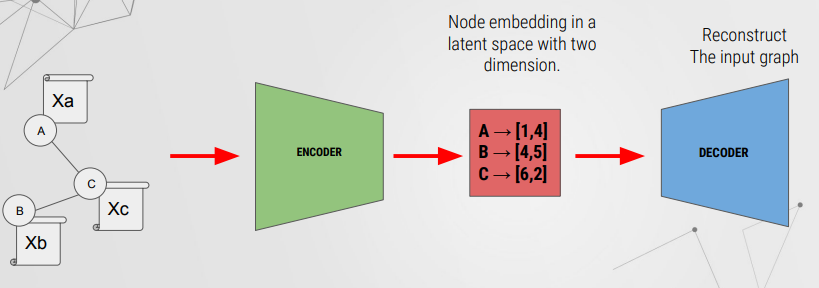 Node embedding in a
latent space with two
dimension.
Reconstruct
The input graph
Xa
A
C
Xc
B
Xb
ENCODER
A → [1,4]
B → [4,5]
C → [6,2]
DECODER